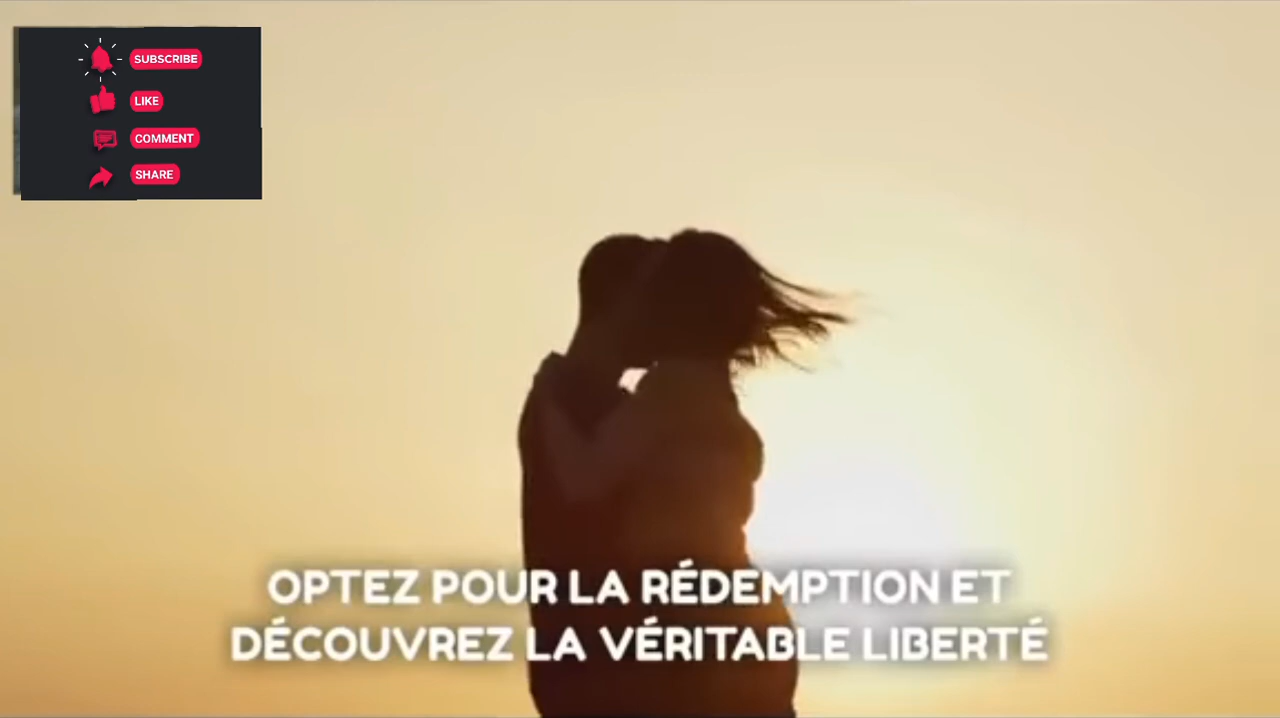 SUBSCRIBE
LIKE
COMMENT
SHARE
OPTEZ POUR LA RÉDEMPTION ET
DÉCOUVREZ LA VÉRITABLE LIBERTÉ